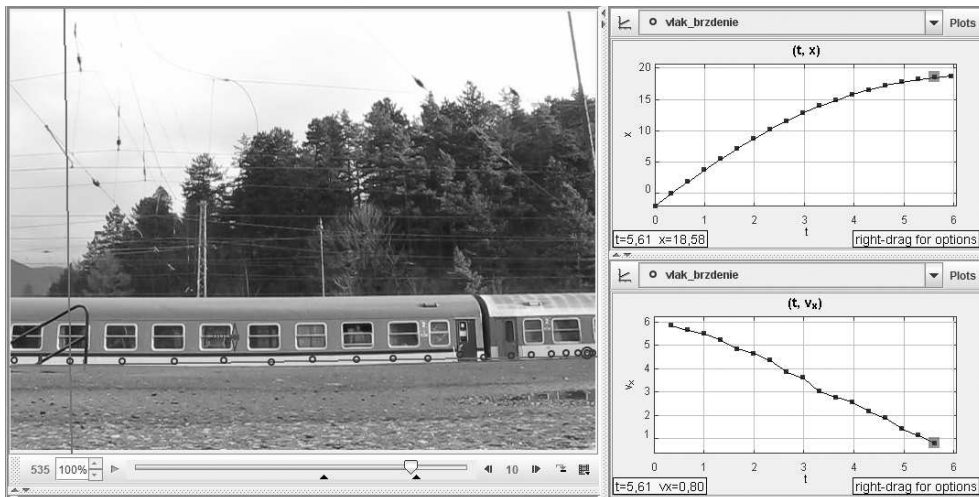 vlak_brzdenie
Plots
(t, x)
20
15
10
5
0
x
0 1 2 3 4 5 6
t
t=5,61 x=18,58
right-drag for options
vlak_brzdenie
Plots
(t, vx)
6
5
4
3
2
1
vx
0 1 2 3 4 5 6
t
t=5,61 vx=0,80
right-drag for options
535 100% 10